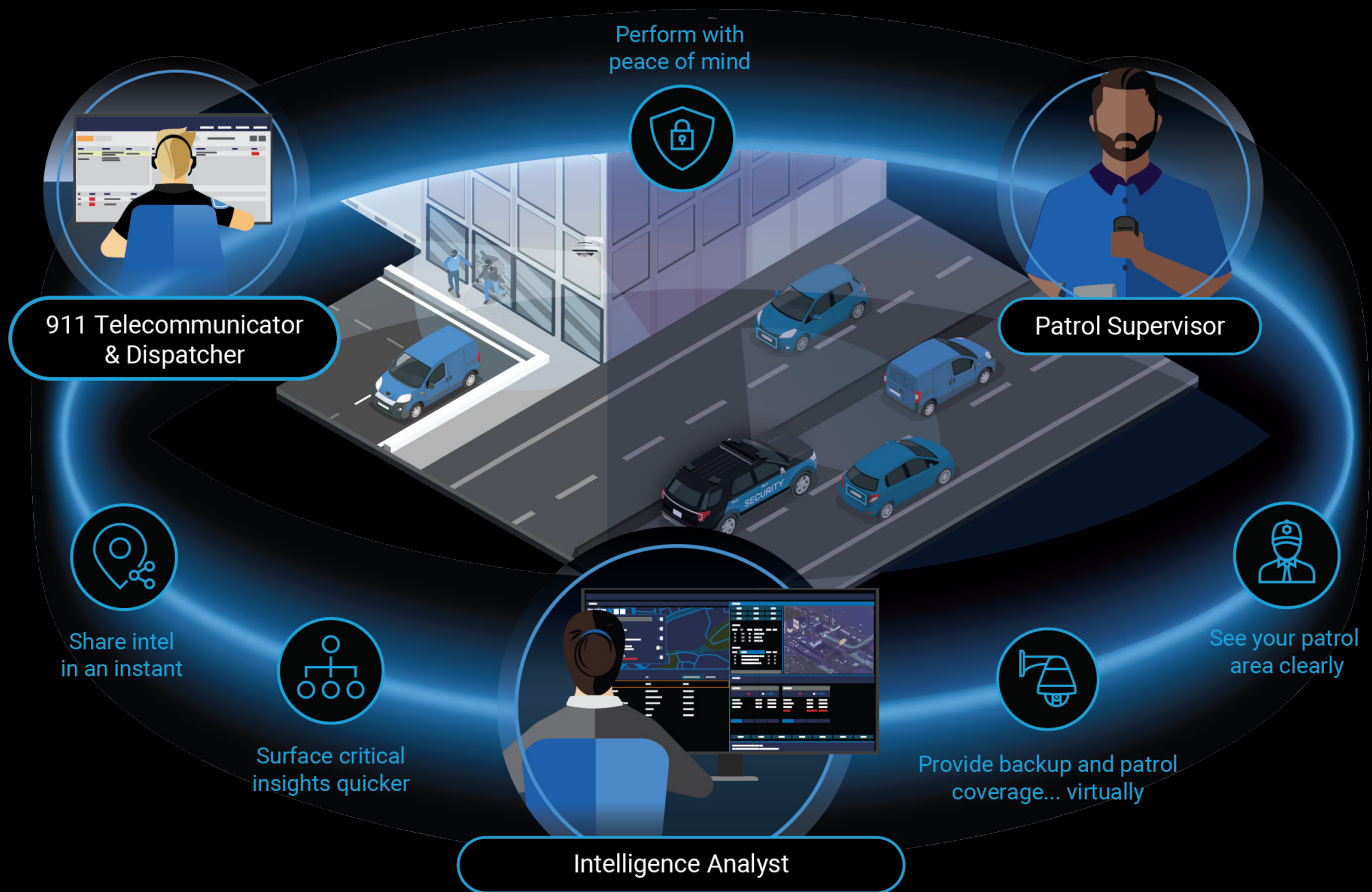 Perform with
peace of mind
911 Telecommunicator
& Dispatcher
Patrol Supervisor
SECURITY
Share intel
in an instant
See your patrol
area clearly
Surface critical
insights quicker
Provide backup and patrol
coverage... virtually
Intelligence Analyst